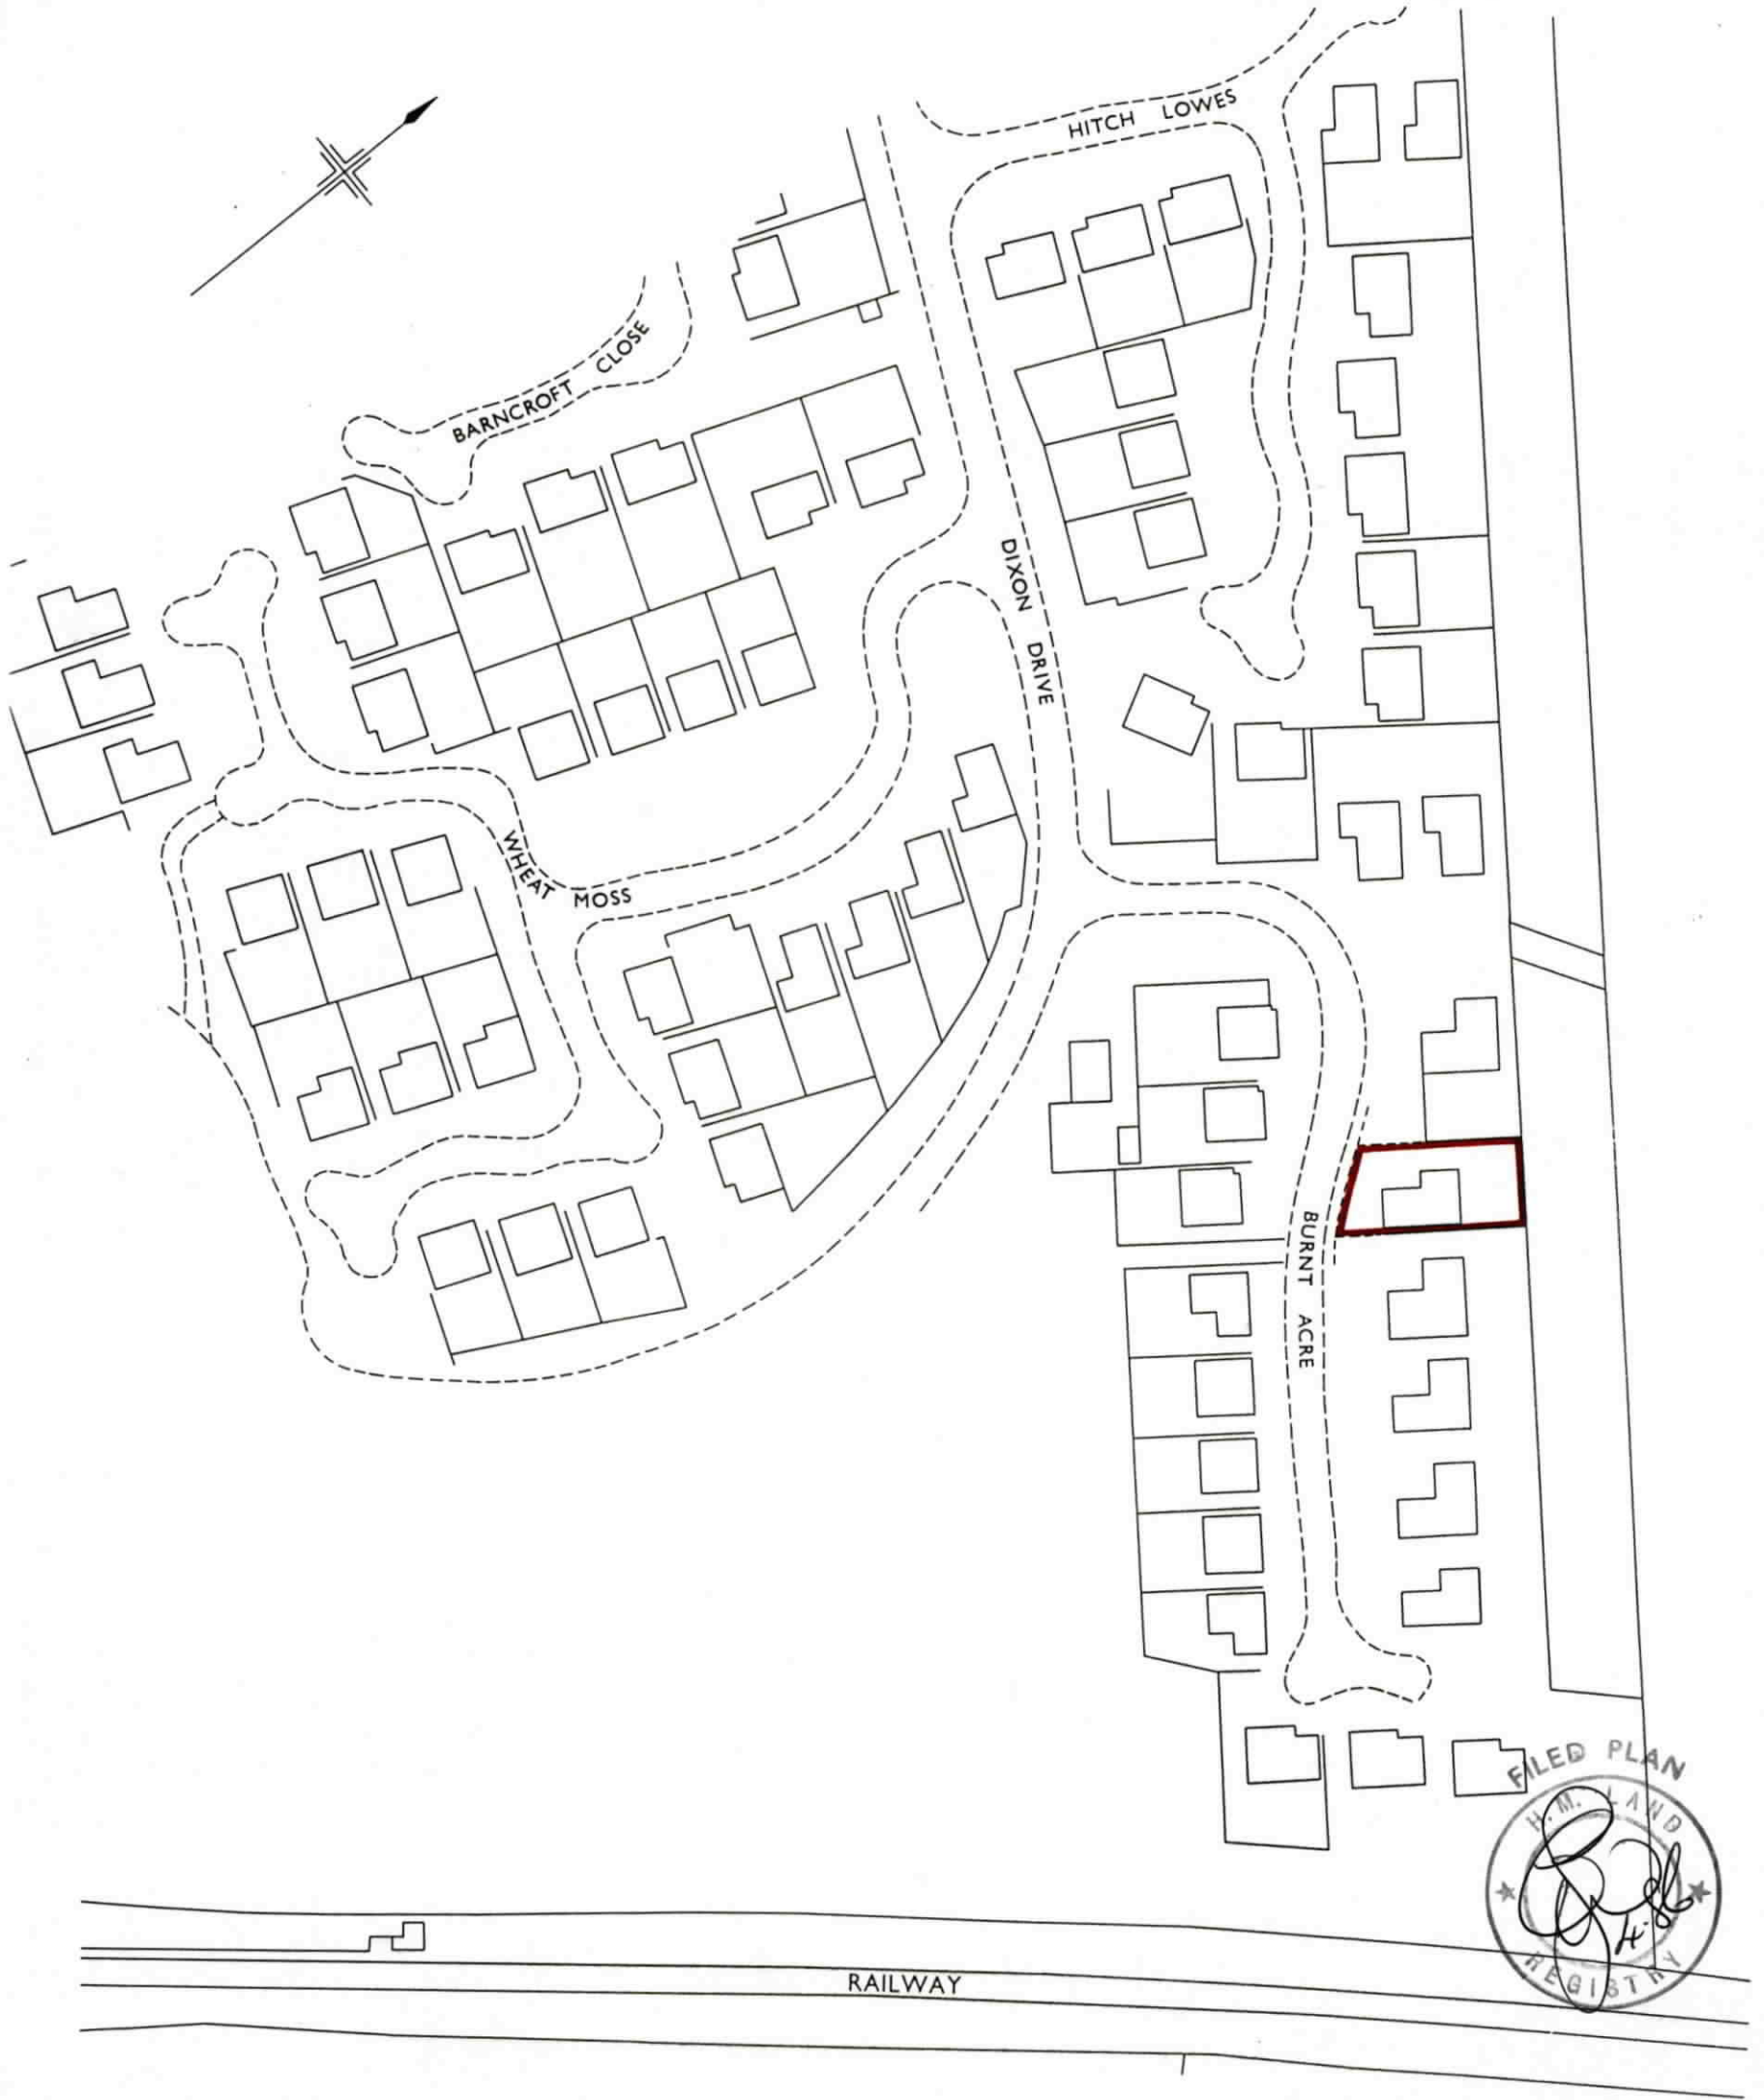 HITCH LOWES
BARNCROFT CLOSE
DIXON DRIVE
WHEAT MOSS
BURNT ACRE
FILED PLAN
H.M. LAND
REGISTRY
RAILWAY